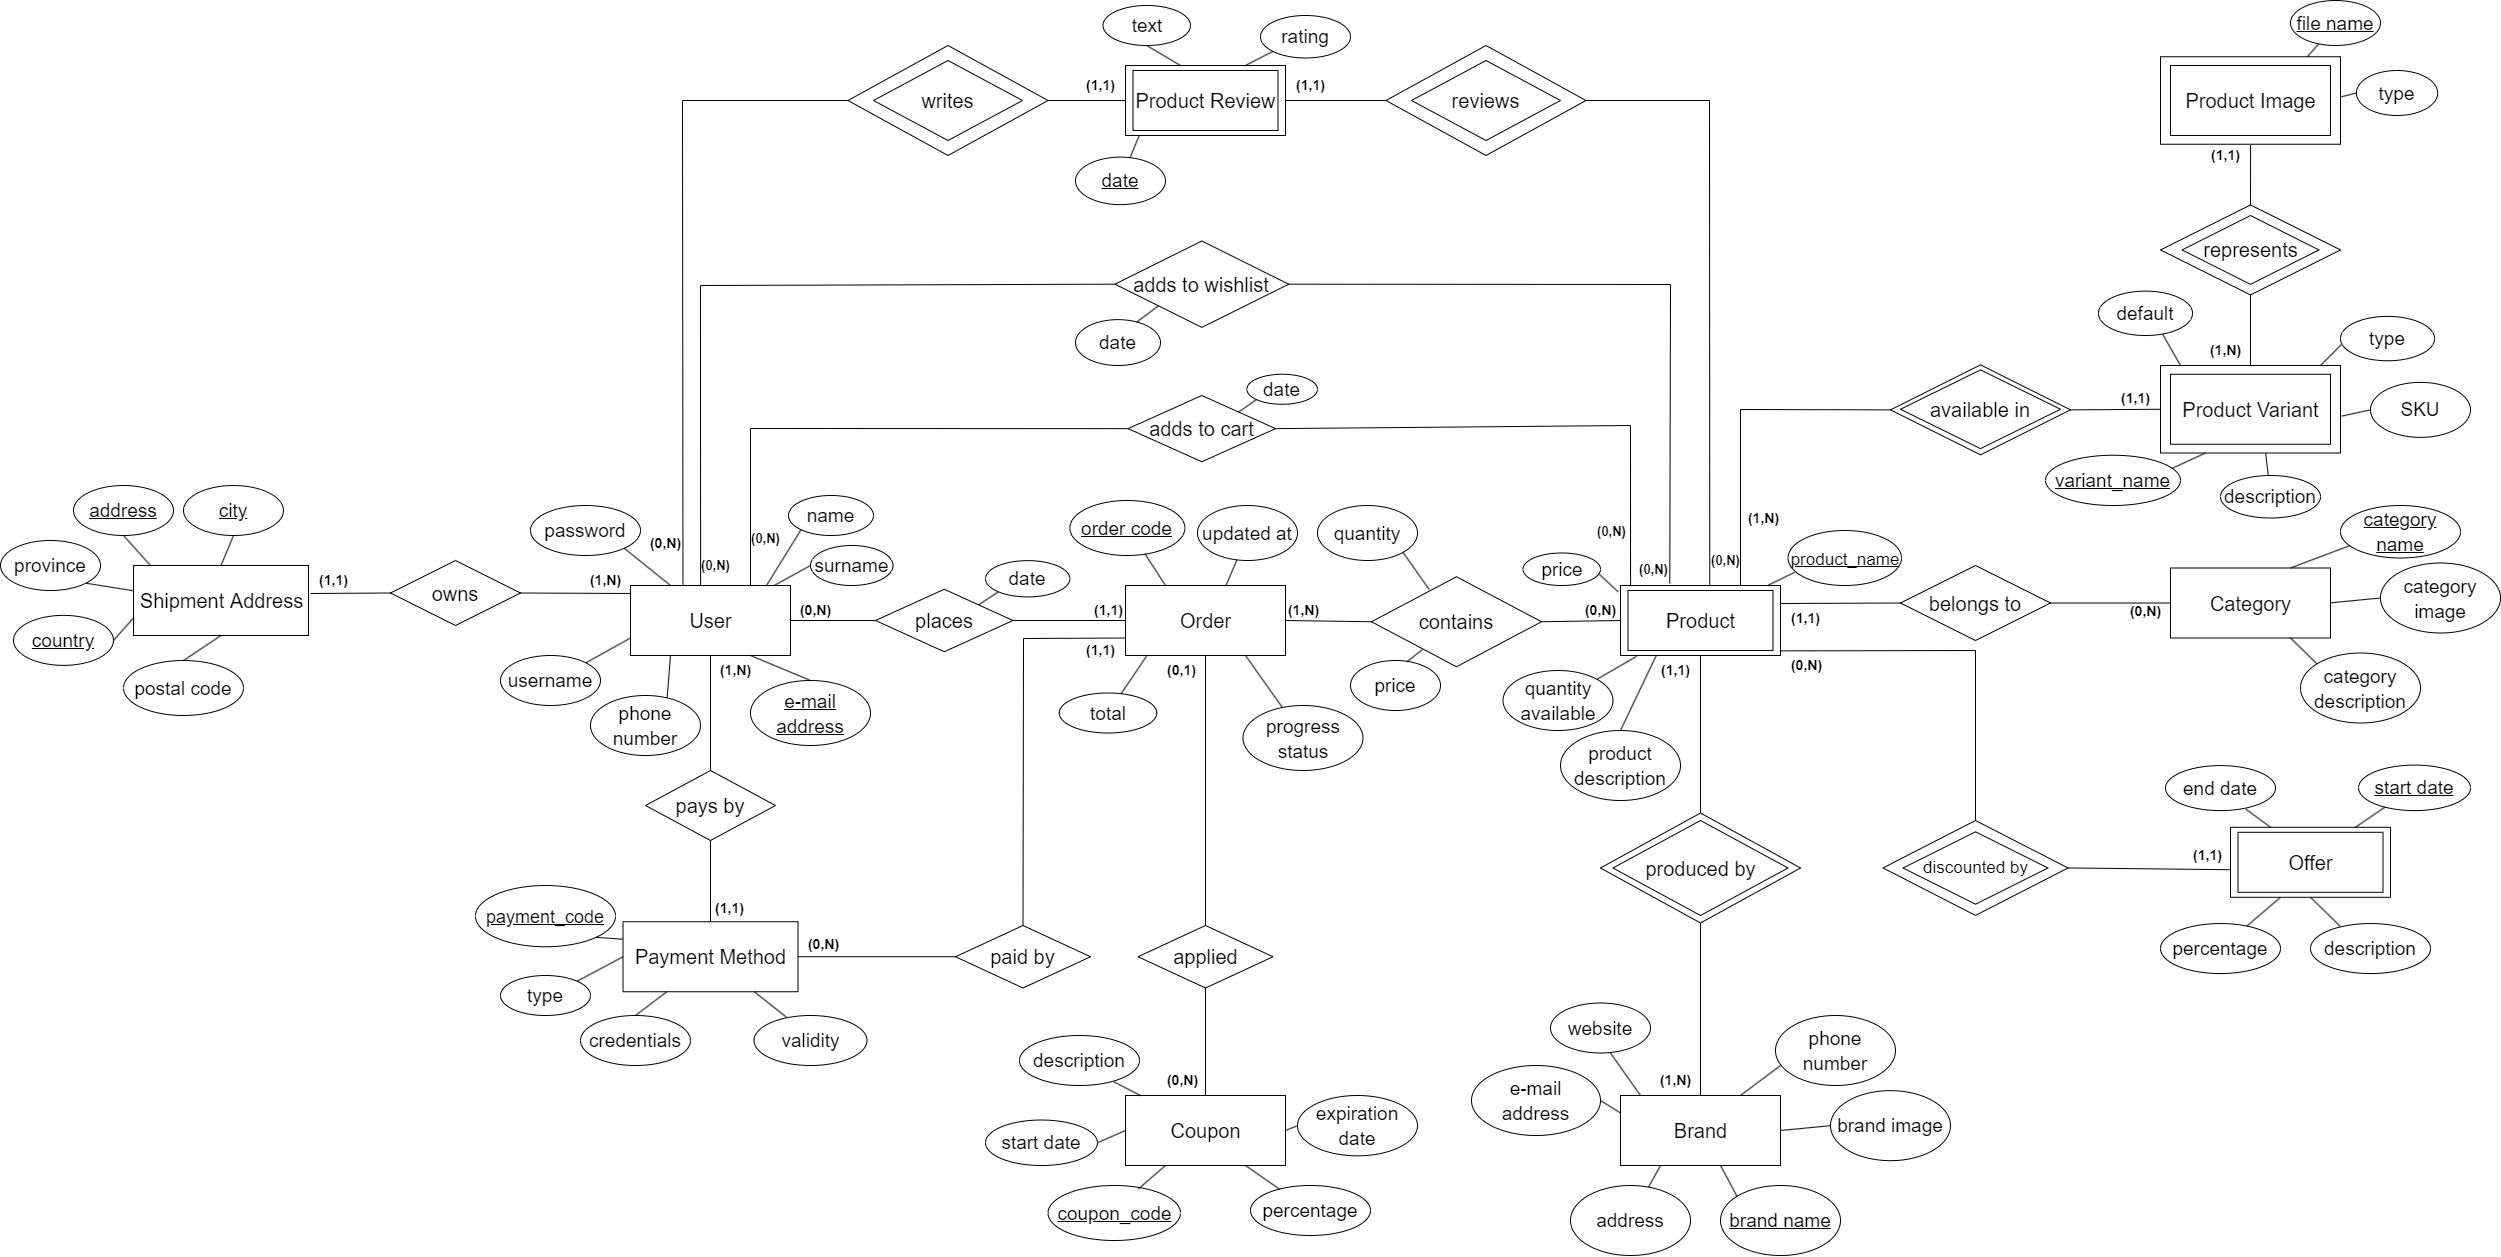 file name
text
rating
Product Image
type
(1,1)
(1,1)
writes
Product Review
reviews
(1,1)
date
represents
adds to wishlist
default
type
date
(1,N)
date
available in
(1,1)
Product Variant
SKU
adds to cart
variant_name
description
address
city
password
name
order code
updated at
quantity
(0,N)
(1,N)
category
name
(0,N)
(0,N)
(0,N)
province
surname
price
(0,N)
(0,N)
product_name
(1,1)
(1,N)
date
category
image
owns
Shipment Address
User
(0,N)
places
(1,1)
Order
(1,N)
contains
(0,N)
Product
(1,1)
belongs to
(0,N)
Category
country
(1,1)
(0,1)
(1,1)
(0,N)
postal code
username
(1,N)
e-mail
address
phone
number
total
progress
status
price
quantity
available
category
description
product
description
pays by
end date
start date
produced by
discounted by
(1,1)
Offer
payment_code
(1,1)
(0,N)
Payment Method
paid by
applied
percentage
description
type
credentials
validity
website
phone
number
description
(0,N)
(1,N)
e-mail
address
expiration
date
start date
Coupon
Brand
brand image
coupon_code
percentage
address
brand name